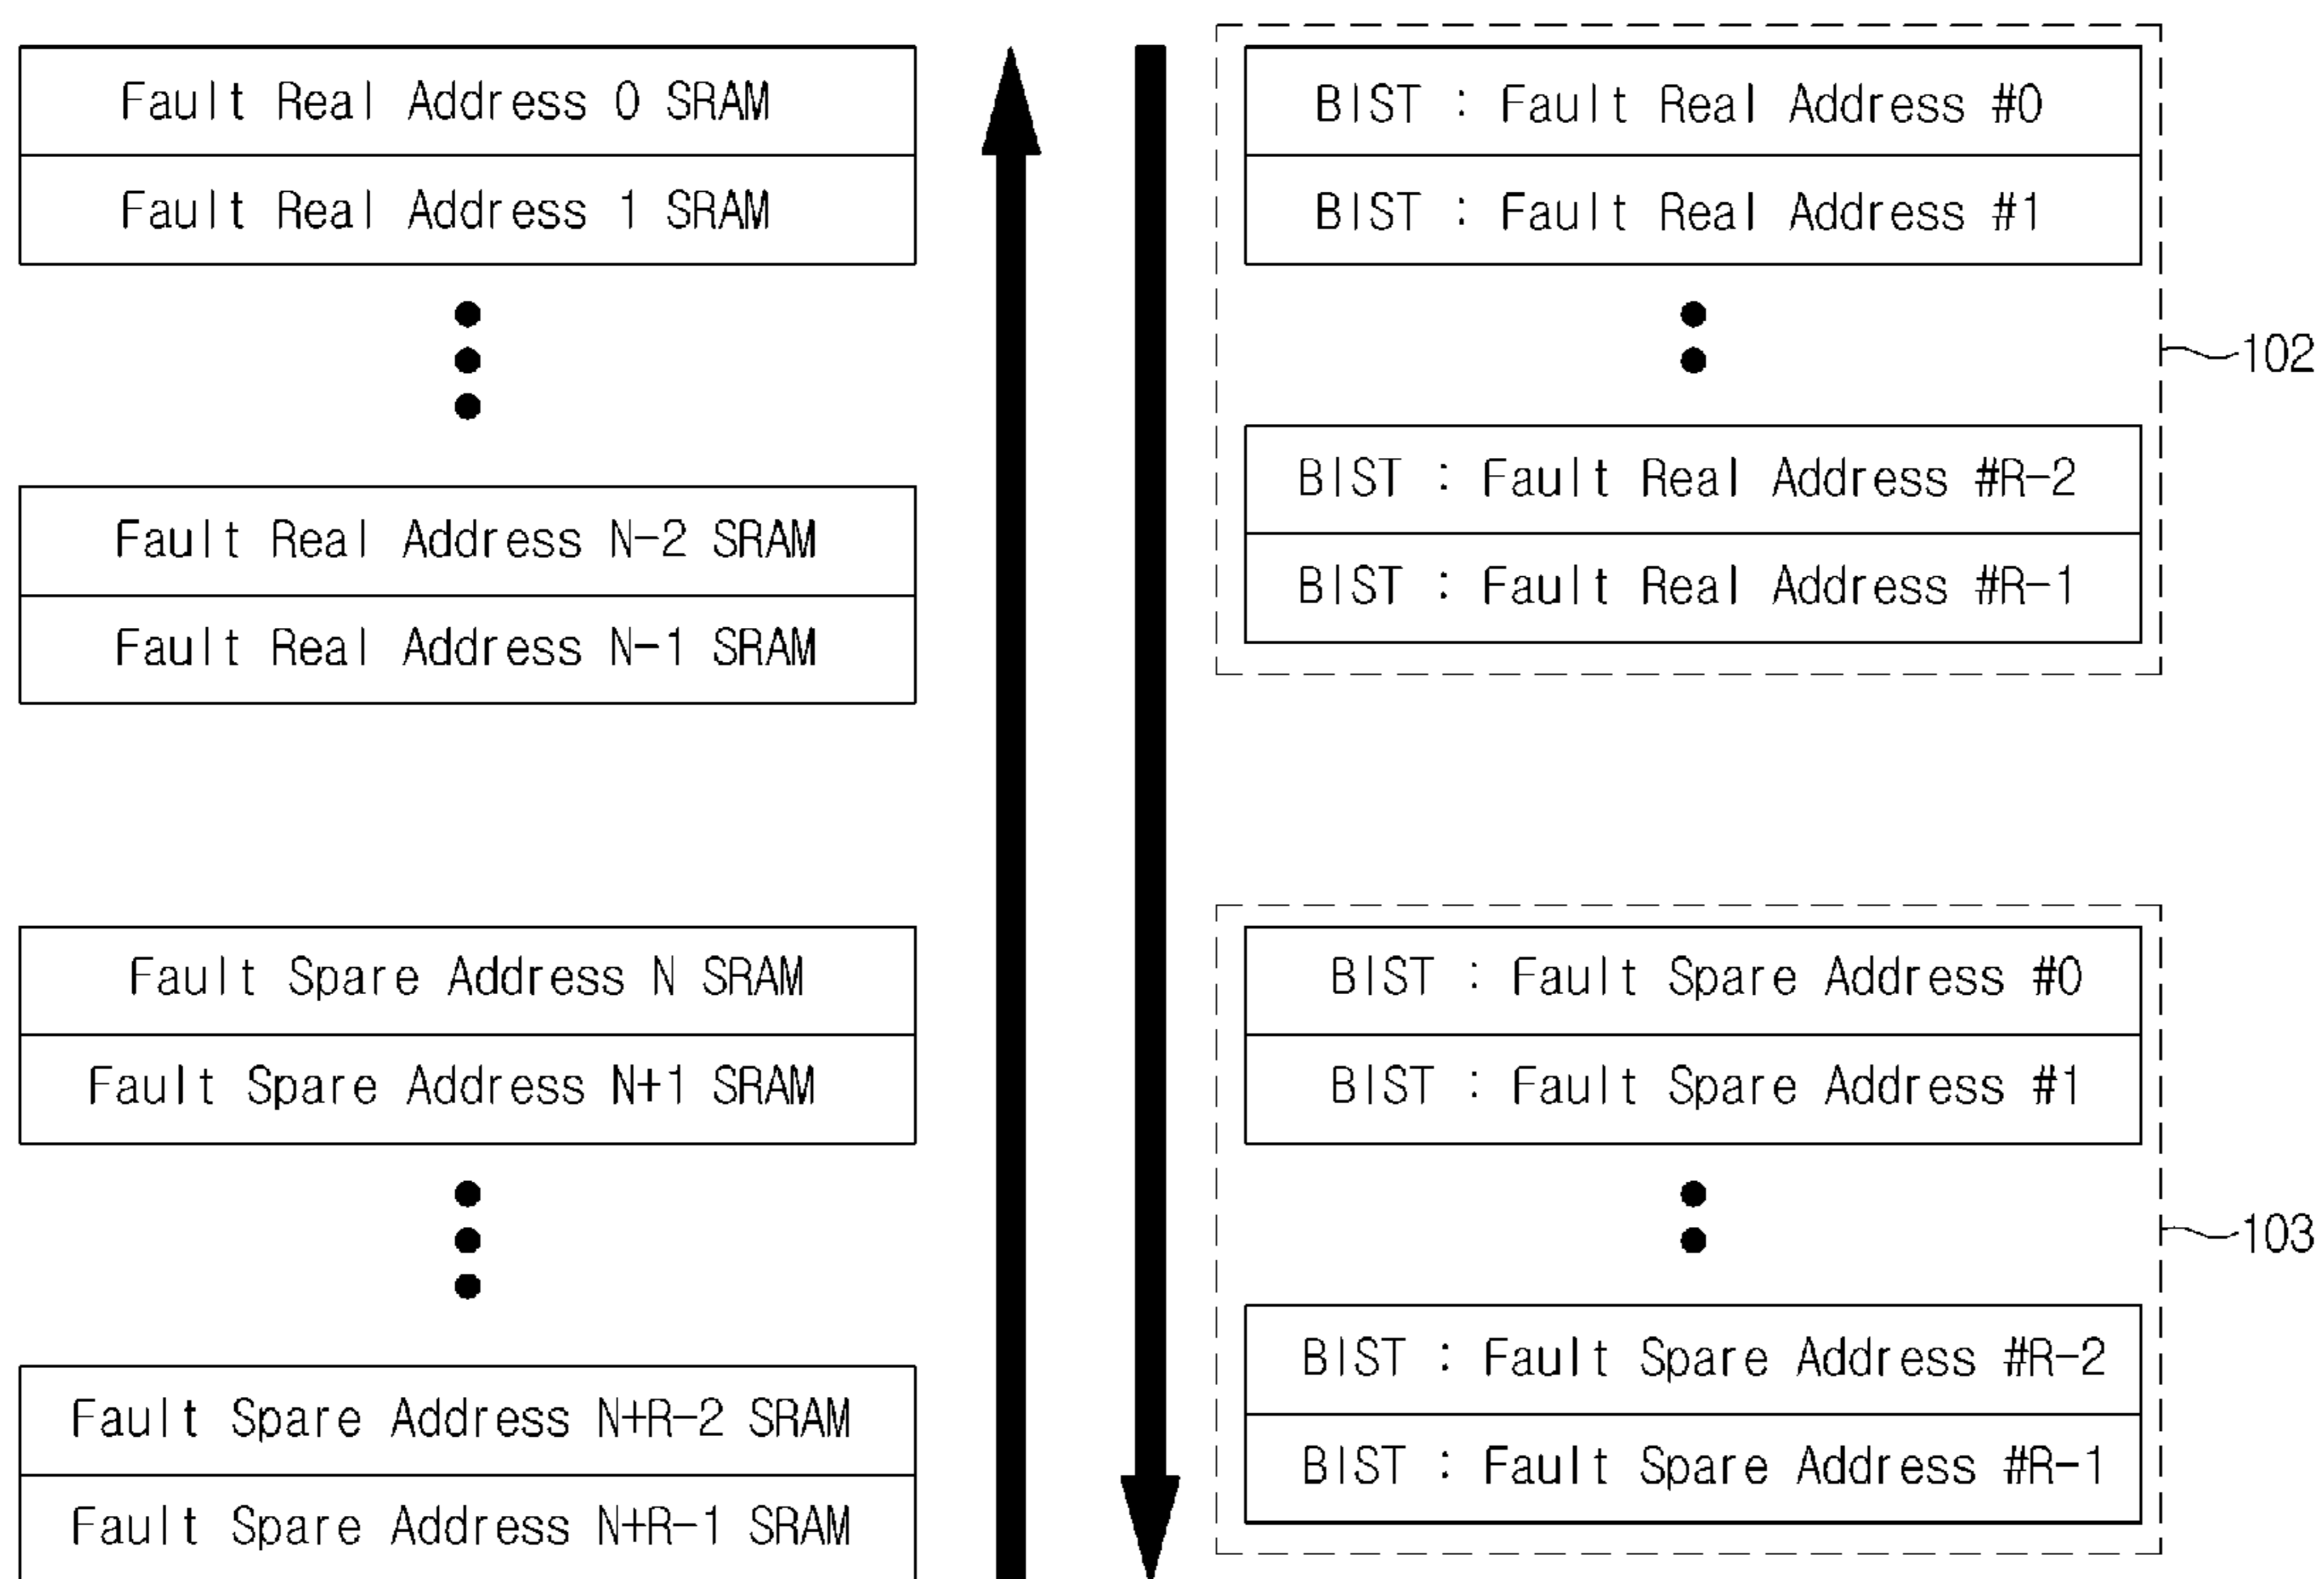 Fault Real Address 0 SRAM
Fault Real Address 1 SRAM
Fault Real Address N-2 SRAM
Fault Real Address N-1 SRAM
Fault Spare Address N SRAM
Fault Spare Address N+1 SRAM
Fault Spare Address N+R-2 SRAM
Fault Spare Address N+R-1 SRAM
BIST : Fault Real Address #0
BIST : Fault Real Address #1
BIST : Fault Real Address #R-2
BIST : Fault Real Address #R-1
102
BIST : Fault Spare Address #0
BIST : Fault Spare Address #1
BIST : Fault Spare Address #R-2
BIST : Fault Spare Address #R-1
103